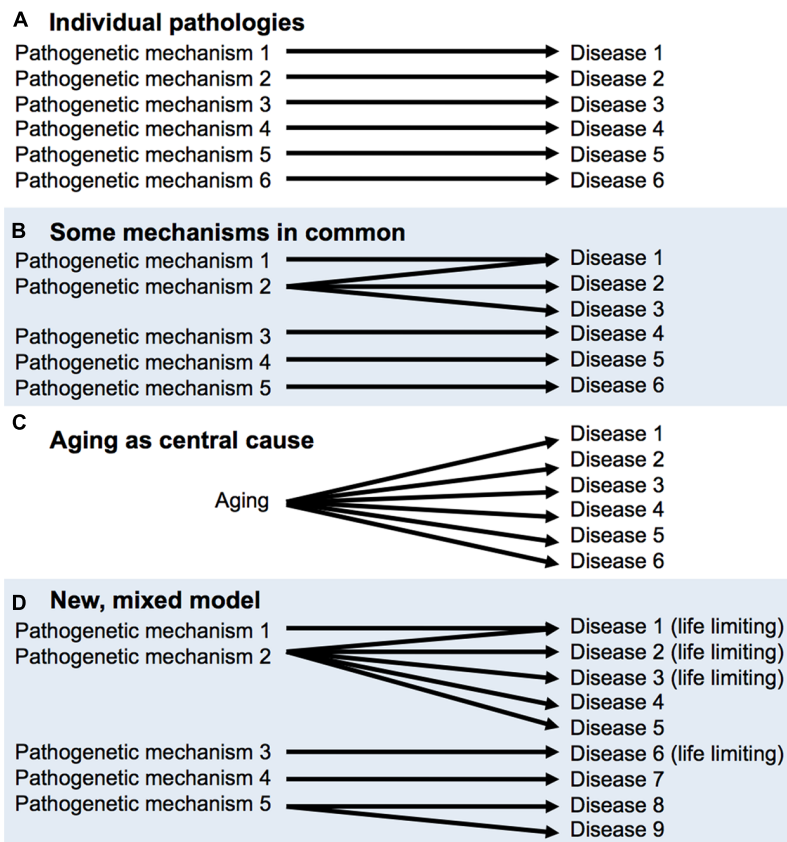 A Individual pathologies
Pathogenetic mechanism 1 Disease 1
Pathogenetic mechanism 2 Disease 2
Pathogenetic mechanism 3 Disease 3
Pathogenetic mechanism 4 Disease 4
Pathogenetic mechanism 5 Disease 5
Pathogenetic mechanism 6 Disease 6
B Some mechanisms in common
Pathogenetic mechanism 1 Disease 1
Pathogenetic mechanism 2 Disease 2
Disease 3
Pathogenetic mechanism 3 Disease 4
Pathogenetic mechanism 4 Disease 5
Pathogenetic mechanism 5 Disease 6
C Aging as central cause
Disease 1
Disease 2
Disease 3
Aging
Disease 4
Disease 5
Disease 6
D New, mixed model
Pathogenetic mechanism 1 Disease 1 (life limiting)
Pathogenetic mechanism 2 Disease 2 (life limiting)
Disease 3 (life limiting)
Disease 4
Disease 5
Pathogenetic mechanism 3 Disease 6 (life limiting)
Pathogenetic mechanism 4 Disease 7
Pathogenetic mechanism 5 Disease 8
Disease 9